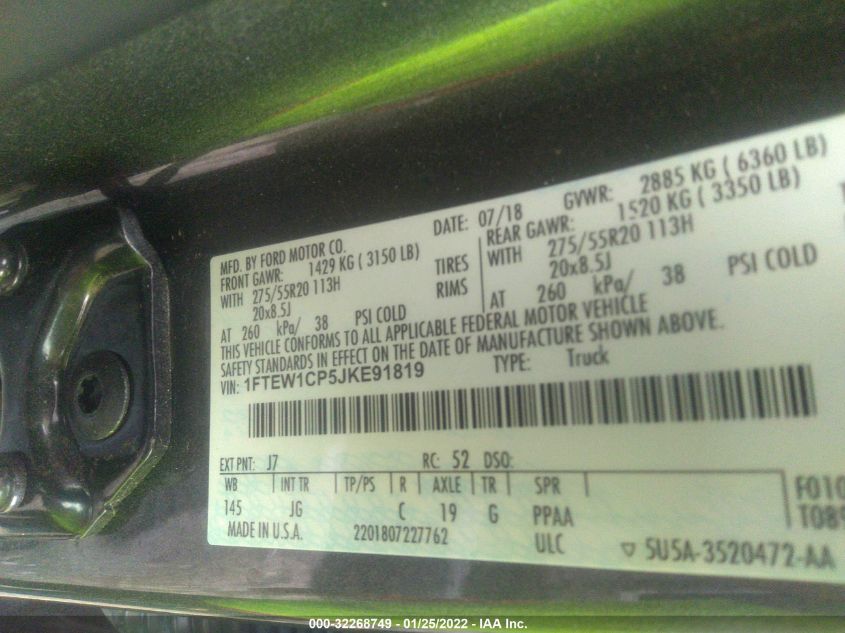 MFD. BY FORD MOTOR CO. DATE: 07/18 GVWR: 2885 KG ( 6360 LB)
FRONT GAWR: 1429 KG ( 3150 LB) REAR GAWR: 1520 KG ( 3350 LB)
WITH 275/55R20 113H TIRES WITH 275/55R20 113H
20x8.5J RIMS 20x8.5J
AT 260 kPa/ 38 PSI COLD AT 260 kPa/ 38 PSI COLD
THIS VEHICLE CONFORMS TO ALL APPLICABLE FEDERAL MOTOR VEHICLE
SAFETY STANDARDS IN EFFECT ON THE DATE OF MANUFACTURE SHOWN ABOVE.
VIN: 1FTEW1CP5JKE91819 TYPE: Truck
EXT PNT: J7 RC: 52 DSO:
WB INT TR TP/PS R AXLE TR SPR
145 JG C 19 G PPAA
MADE IN U.S.A. 2201807227762 ULC
F010
T089
5U5A-3520472-AA
000-32268749 - 01/25/2022 - IAA Inc.